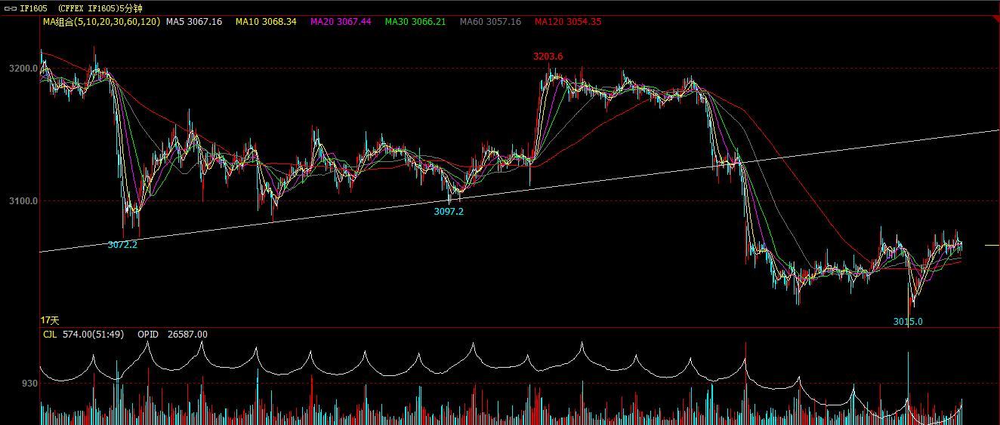 IF1605 (CFFEX IF1605)5分钟
MA组合(5,10,20,30,60,120) MA5 3067.16 MA10 3068.34 MA20 3067.44 MA30 3066.21 MA60 3057.16 MA120 3054.35
3203.6
3200.0
3100.0
3097.2
3072.2
17天
3015.0
CJL 574.00(51:49) OPID 26587.00
930